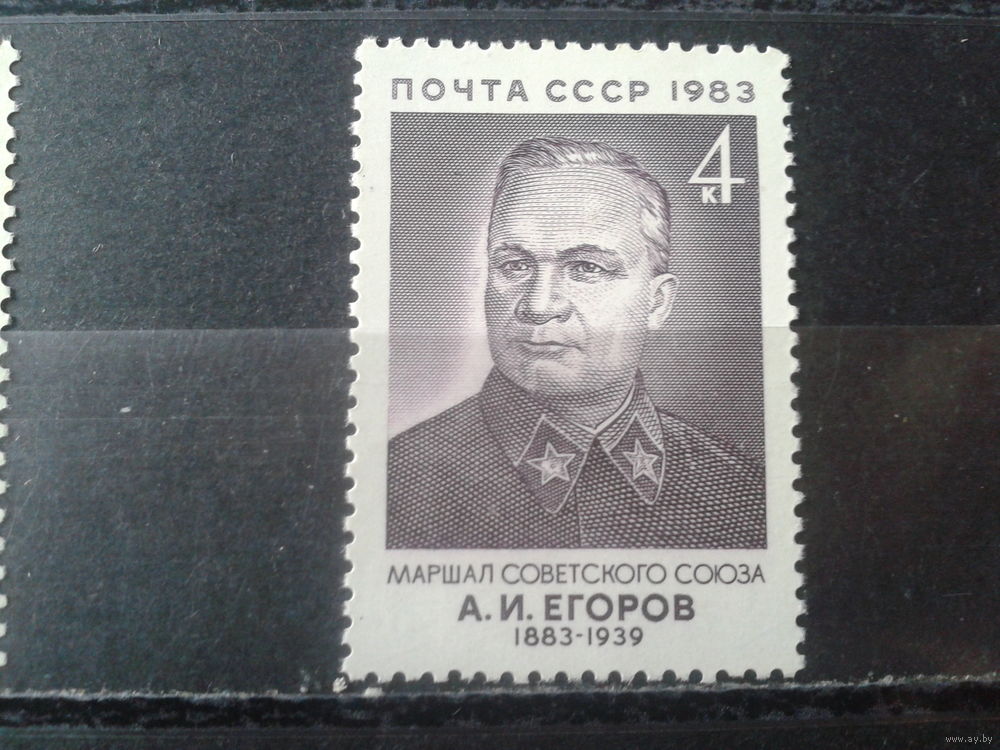 ПОЧТА СССР 1983
4
К
МАРШАЛ СОВЕТСКОГО СОЮЗА
А. И. ЕГОРОВ
1883-1939
www.ay.by